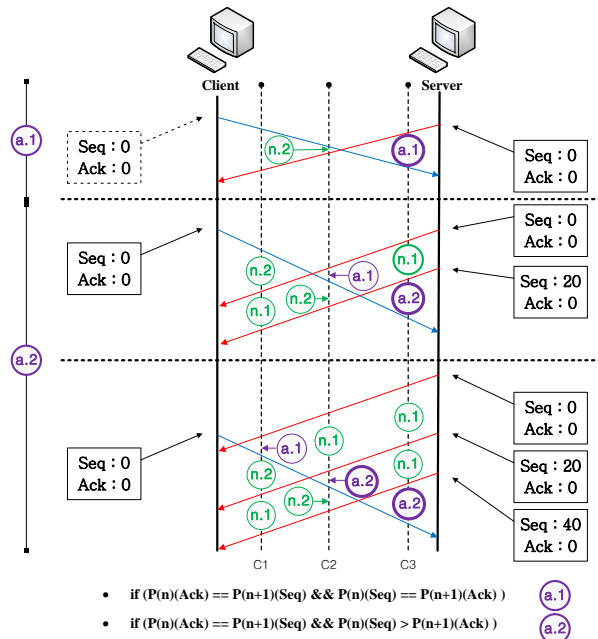 Client
Server
a.1
Seq : 0
Ack : 0
n.2
a.1
Seq : 0
Ack : 0
Seq : 0
Ack : 0
Seq : 0
Ack : 0
n.2
a.1
n.1
Seq : 20
Ack : 0
n.1
n.2
a.2
a.2
Seq : 0
Ack : 0
n.1
n.1
Seq : 0
Ack : 0
a.1
n.2
a.2
n.1
Seq : 20
Ack : 0
n.1
n.2
a.2
Seq : 40
Ack : 0
C1
C2
C3
• if (P(n)(Ack) == P(n+1)(Seq) && P(n)(Seq) == P(n+1)(Ack) )
a.1
• if (P(n)(Ack) == P(n+1)(Seq) && P(n)(Seq) > P(n+1)(Ack) )
a.2